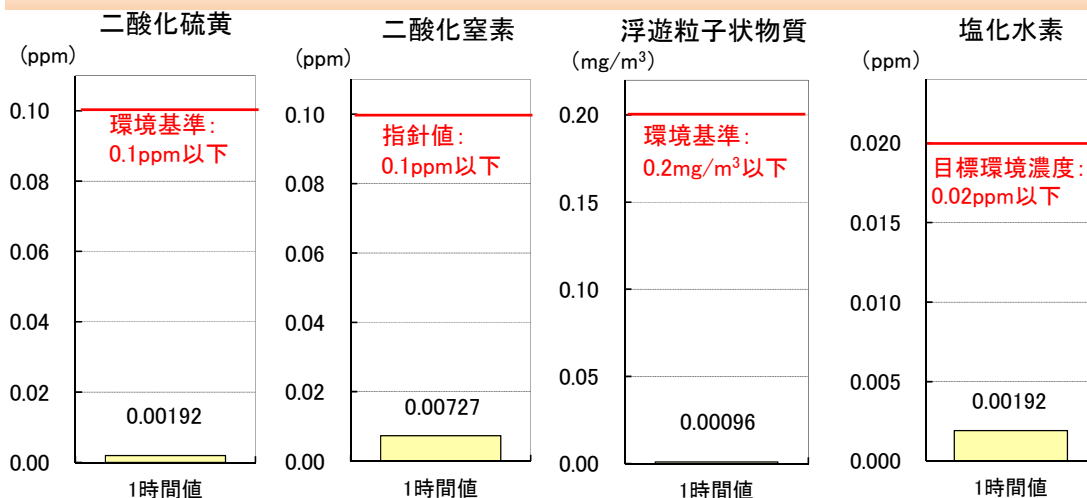 二酸化硫黄
(ppm)
0.10
環境基準:
0.1ppm以下
0.08
0.06
0.04
0.02
0.00192
0.00
1時間値
二酸化窒素
(ppm)
0.10
指針値:
0.1ppm以下
0.08
0.06
0.04
0.02
0.00727
0.00
1時間値
浮遊粒子状物質
(mg/m³)
0.20
環境基準:
0.2mg/m³以下
0.15
0.10
0.05
0.00096
0.00
1時間値
塩化水素
(ppm)
0.020
目標環境濃度:
0.02ppm以下
0.015
0.010
0.005
0.00192
0.000
1時間値